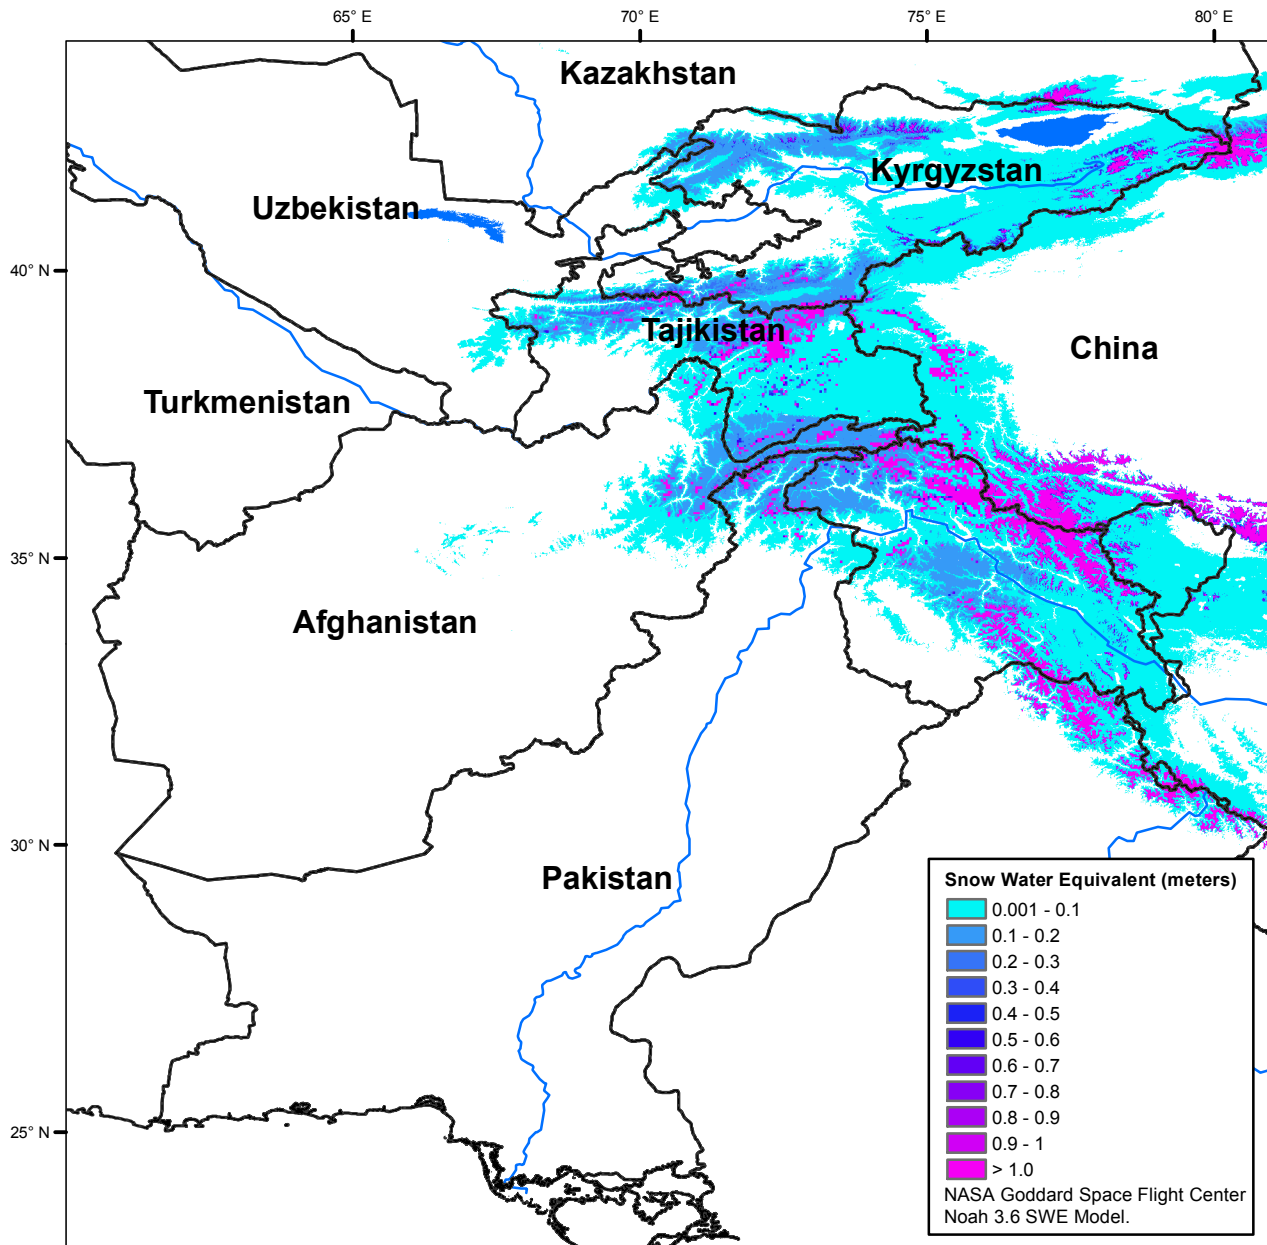 65° E 70° E 75° E 80° E
Kazakhstan
Kyrgyzstan
Uzbekistan
40° N
Tajikistan
China
Turkmenistan
35° N
Afghanistan
30° N
Pakistan
25° N
Snow Water Equivalent (meters)
0.001 - 0.1
0.1 - 0.2
0.2 - 0.3
0.3 - 0.4
0.4 - 0.5
0.5 - 0.6
0.6 - 0.7
0.7 - 0.8
0.8 - 0.9
0.9 - 1
> 1.0
NASA Goddard Space Flight Center
Noah 3.6 SWE Model.